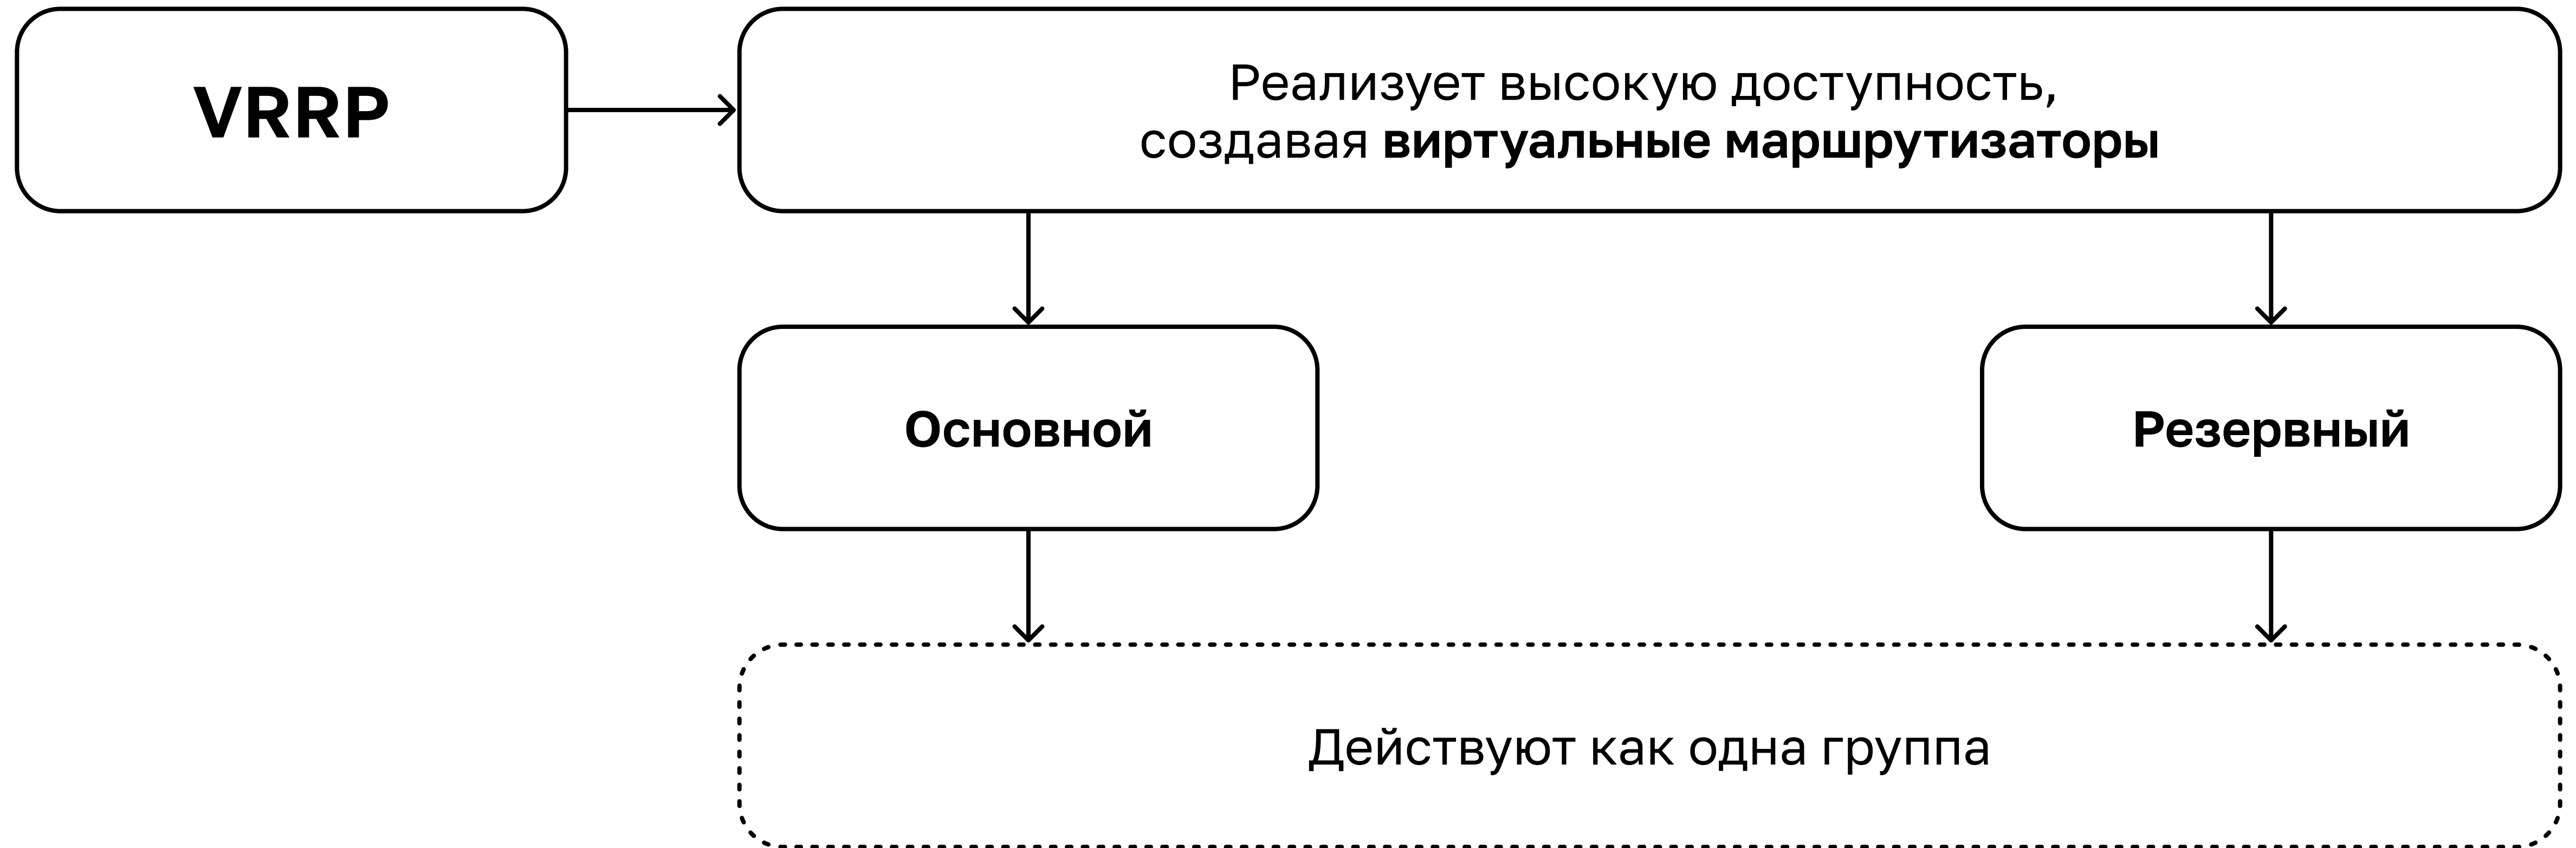 VRRP
Реализует высокую доступность,
создавая виртуальные маршрутизаторы
Основной
Резервный
Действуют как одна группа